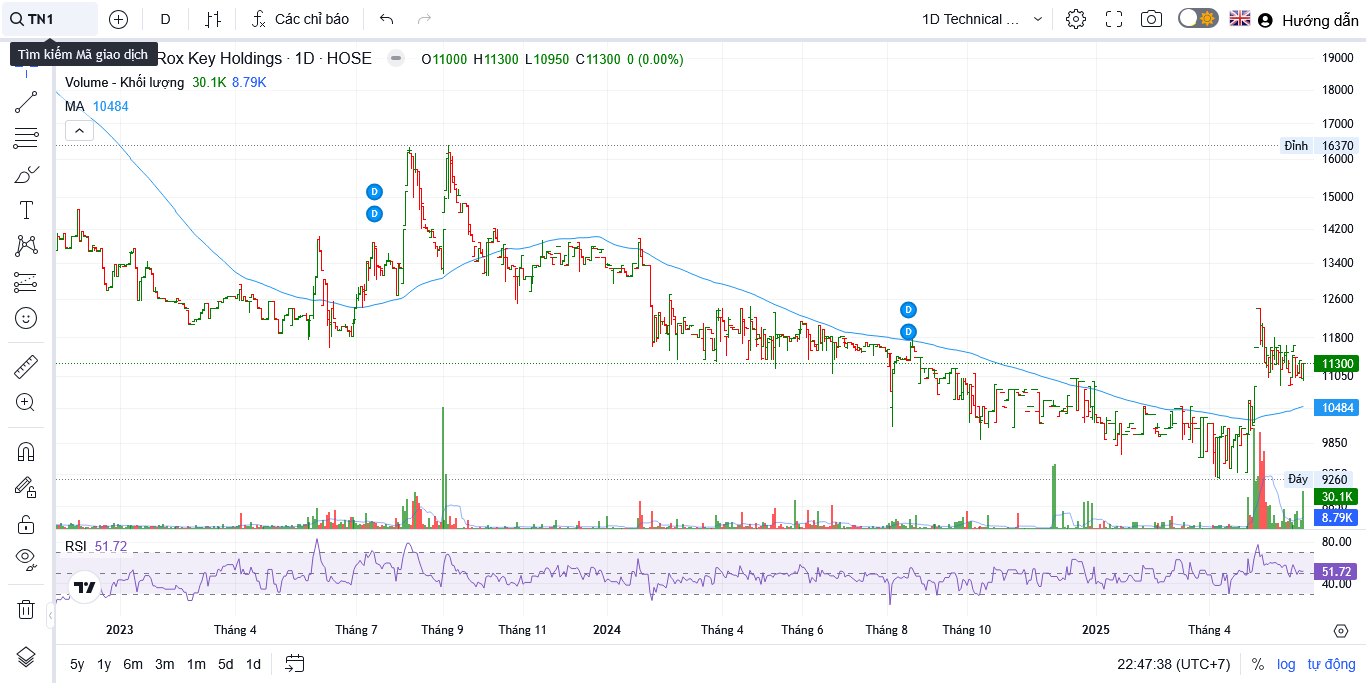 TN1 D Các chỉ báo 1D Technical ... Hướng dẫn
Tìm kiếm Mã giao dịch
Rox Key Holdings · 1D · HOSE O11000 H11300 L10950 C11300 0 (0.00%)
Volume - Khối lượng 30.1K 8.79K
MA 10484
19000
18000
17000
Đỉnh 16370
16000
15000
14200
13400
12600
11800
11300
11050
10484
9850
Đáy 9260
30.1K
8.79K
D
D
D
D
RSI 51.72
80.00
51.72
40.00
2023 Tháng 4 Tháng 7 Tháng 9 Tháng 11 2024 Tháng 4 Tháng 6 Tháng 8 Tháng 10 2025 Tháng 4
5y 1y 6m 3m 1m 5d 1d 22:47:38 (UTC+7) % log tự động